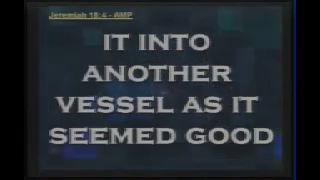 Jeremiah 18:4 - AMP
IT INTO
ANOTHER
VESSEL AS IT
SEEMED GOOD